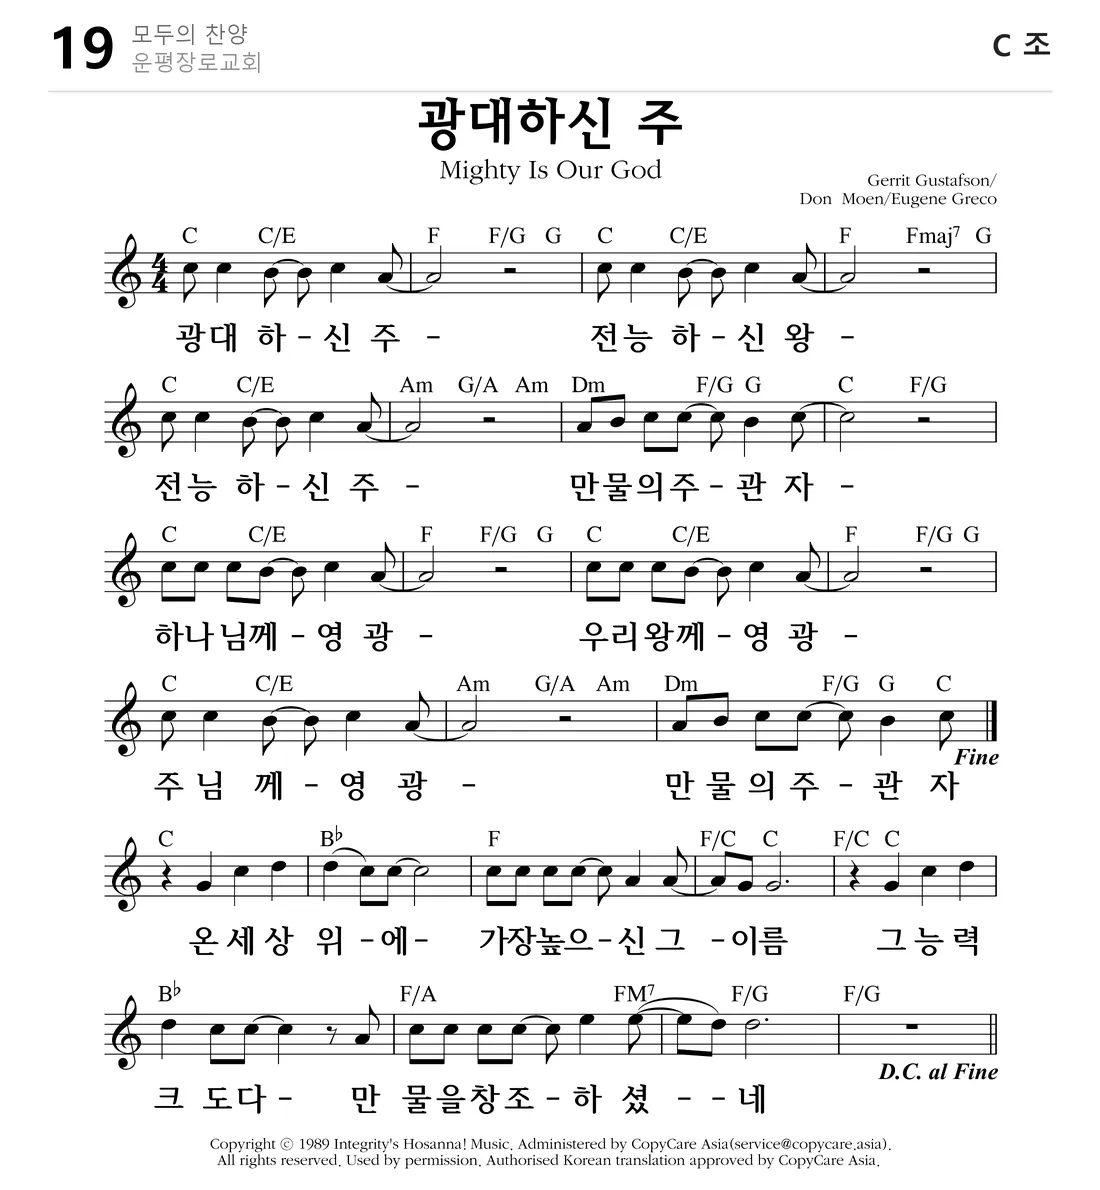 19 모두의 찬양
운평장로교회
C 조
광대하신 주
Mighty Is Our God
Gerrit Gustafson/
Don Moen/Eugene Greco
C C/E F F/G G C C/E F Fmaj7 G
광대 하 - 신 주 - 전능 하 - 신 왕 -
C C/E Am G/A Am Dm F/G G C F/G
전능 하 - 신 주 - 만물의주 - 관 자 -
C C/E F F/G G C C/E F F/G G
하나님께 - 영 광 - 우리왕께 - 영 광 -
C C/E Am G/A Am Dm F/G G C
Fine
주 님 께 - 영 광 - 만 물 의 주 - 관 자
C B♭ F F/C C F/C C
온 세 상 위 - 에 - 가장높으 - 신 그 - 이름 그 능 력
B♭ F/A FM7 F/G F/G
D.C. al Fine
크 도다 - 만 물을창조 - 하 셨 - - 네
Copyright ⓒ 1989 Integrity's Hosanna! Music. Administered by CopyCare Asia(service@copycare.asia).
All rights reserved. Used by permission. Authorised Korean translation approved by CopyCare Asia.